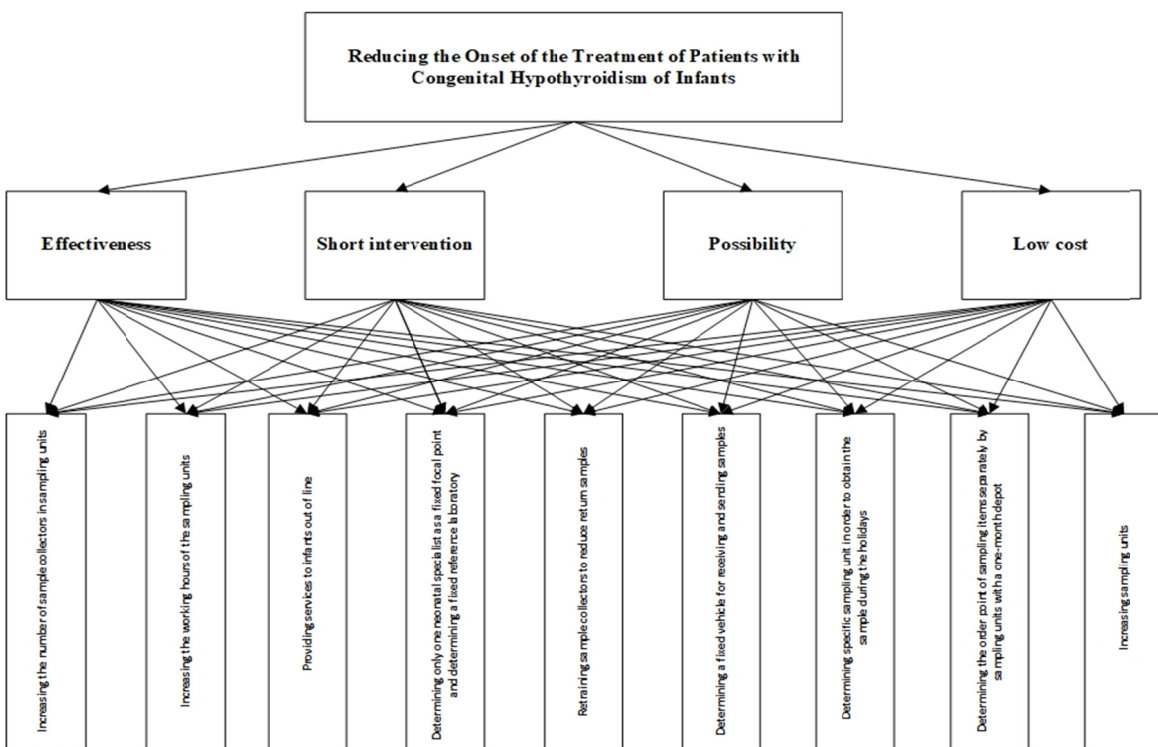 Reducing the Onset of the Treatment of Patients with
Congenital Hypothyroidism of Infants
Effectiveness
Short intervention
Possibility
Low cost
Increasing the number of sample collectors in sampling units
Increasing the working hours of the sampling units
Providing services to infants out of line
Determining only one neonatal specialist as a fixed focal point
and determining a fixed reference laboratory
Retraining sample collectors to reduce return samples
Determining a fixed vehicle for receiving and sending samples
Determining specific sampling unit in order to obtain the
sample during the holidays
Determining the order point of sampling items separately by
sampling units with a one-month depot
Increasing sampling units